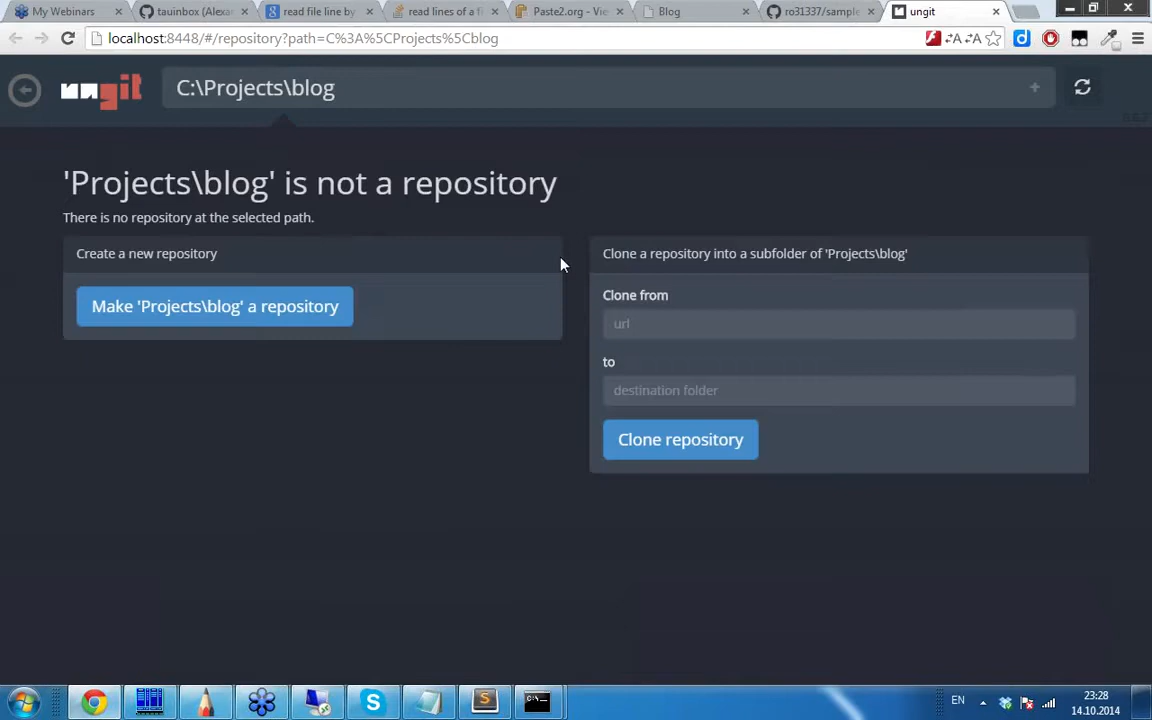 My Webinars
tauinbox (Alexa
read file line by
read lines of a fi
Paste2.org - Vie
Blog
ro31337/sample
ungit
localhost:8448/#/repository?path=C%3A%5CProjects%5Cblog
ungit
C:\Projects\blog
'Projects\blog' is not a repository
There is no repository at the selected path.
Create a new repository
Make 'Projects\blog' a repository
Clone a repository into a subfolder of 'Projects\blog'
Clone from
url
to
destination folder
Clone repository
EN
23:28
14.10.2014